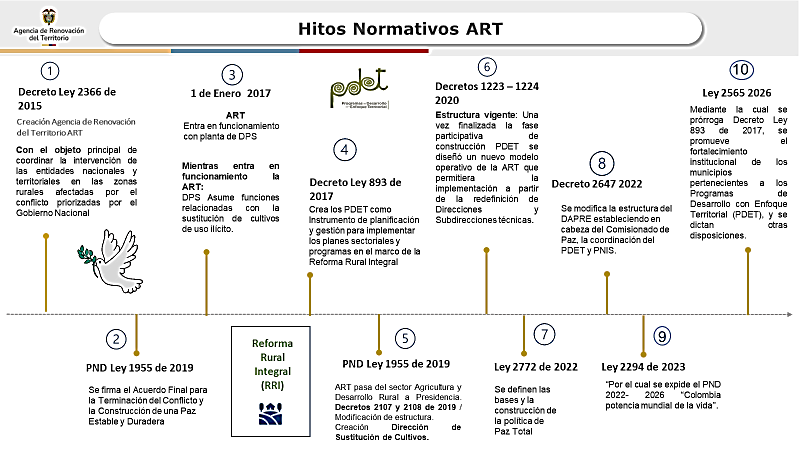 Agencia de Renovación
del Territorio
Hitos Normativos ART
1
Decreto Ley 2366 de
2015
Creación Agencia de Renovación
del Territorio ART
Con el objeto principal de
coordinar la intervención de
las entidades nacionales y
territoriales en las zonas
rurales afectadas por el
conflicto priorizadas por el
Gobierno Nacional
2
PND Ley 1955 de 2019
Se firma el Acuerdo Final para
la Terminación del Conflicto y
la Construcción de una Paz
Estable y Duradera
3
1 de Enero 2017
ART
Entra en funcionamiento
con planta de DPS
Mientras entra en
funcionamiento la
ART:
DPS Asume funciones
relacionadas con la
sustitución de cultivos
de uso ilícito.
Reforma
Rural
Integral
(RRI)
pdet
Programas de Desarrollo
con Enfoque Territorial
4
Decreto Ley 893 de
2017
Crea los PDET como
Instrumento de planificación
y gestión para implementar
los planes sectoriales y
programas en el marco de la
Reforma Rural Integral
5
PND Ley 1955 de 2019
ART pasa del sector Agricultura y
Desarrollo Rural a Presidencia.
Decretos 2107 y 2108 de 2019 /
Modificación de estructura.
Creación Dirección de
Sustitución de Cultivos.
6
Decretos 1223 – 1224
2020
Estructura vigente: Una
vez finalizada la fase
participativa de
construcción PDET se
diseñó un nuevo modelo
operativo de la ART que
permitiera la
implementación a partir
de la redefinición de
Direcciones y
Subdirecciones técnicas.
7
Ley 2772 de 2022
Se definen las
bases y la
construcción de
la política de
Paz Total
8
Decreto 2647 2022
Se modifica la estructura del
DAPRE estableciendo en
cabeza del Comisionado de
Paz, la coordinación del
PDET y PNIS.
9
Ley 2294 de 2023
"Por el cual se expide el PND
2022- 2026 "Colombia
potencia mundial de la vida".
10
Ley 2565 2026
Mediante la cual se
prórroga Decreto Ley
893 de 2017, se
promueve el
fortalecimiento
institucional de los
municipios
pertenecientes a los
Programas de
Desarrollo con Enfoque
Territorial (PDET), y se
dictan otras
disposiciones.